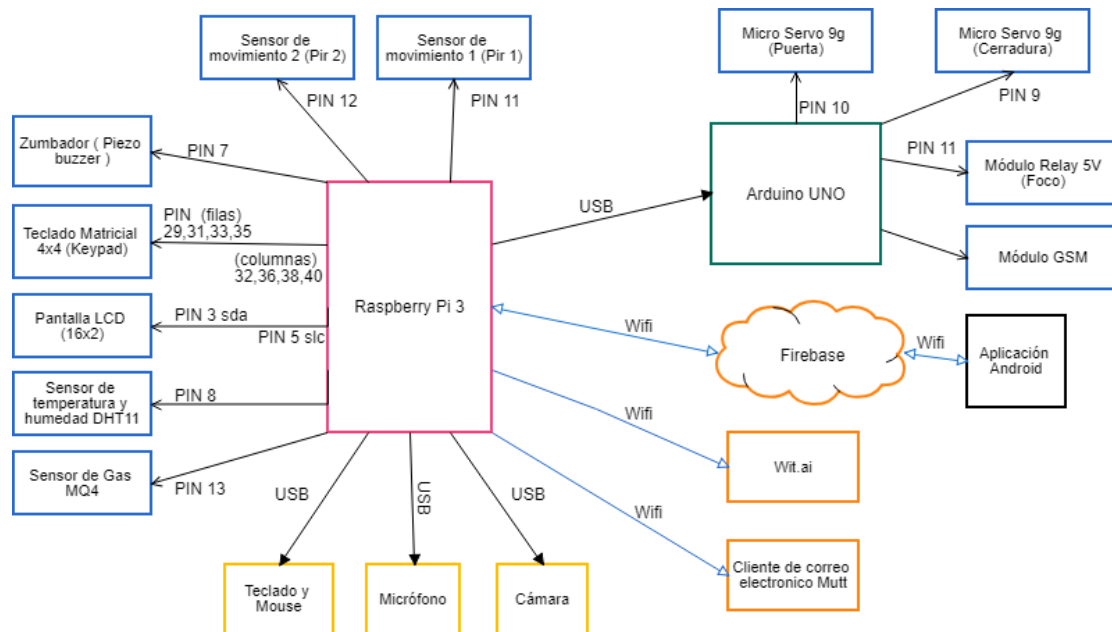 Sensor de
movimiento 2 (Pir 2)
Sensor de
movimiento 1 (Pir 1)
Micro Servo 9g
(Puerta)
Micro Servo 9g
(Cerradura)
PIN 12
PIN 11
PIN 10
PIN 9
Zumbador ( Piezo
buzzer )
PIN 7
PIN 11
Módulo Relay 5V
(Foco)
Arduino UNO
USB
Teclado Matricial
4x4 (Keypad)
PIN (filas)
29,31,33,35
(columnas)
32,36,38,40
Módulo GSM
Raspberry Pi 3
Pantalla LCD
(16x2)
PIN 3 sda
PIN 5 slc
Wifi
Firebase
Wifi
Aplicación
Android
Sensor de
temperatura y
humedad DHT11
PIN 8
Wifi
Sensor de Gas
MQ4
PIN 13
Wit.ai
USB
USB
USB
Wifi
Teclado y
Mouse
Micrófono
Cámara
Cliente de correo
electronico Mutt